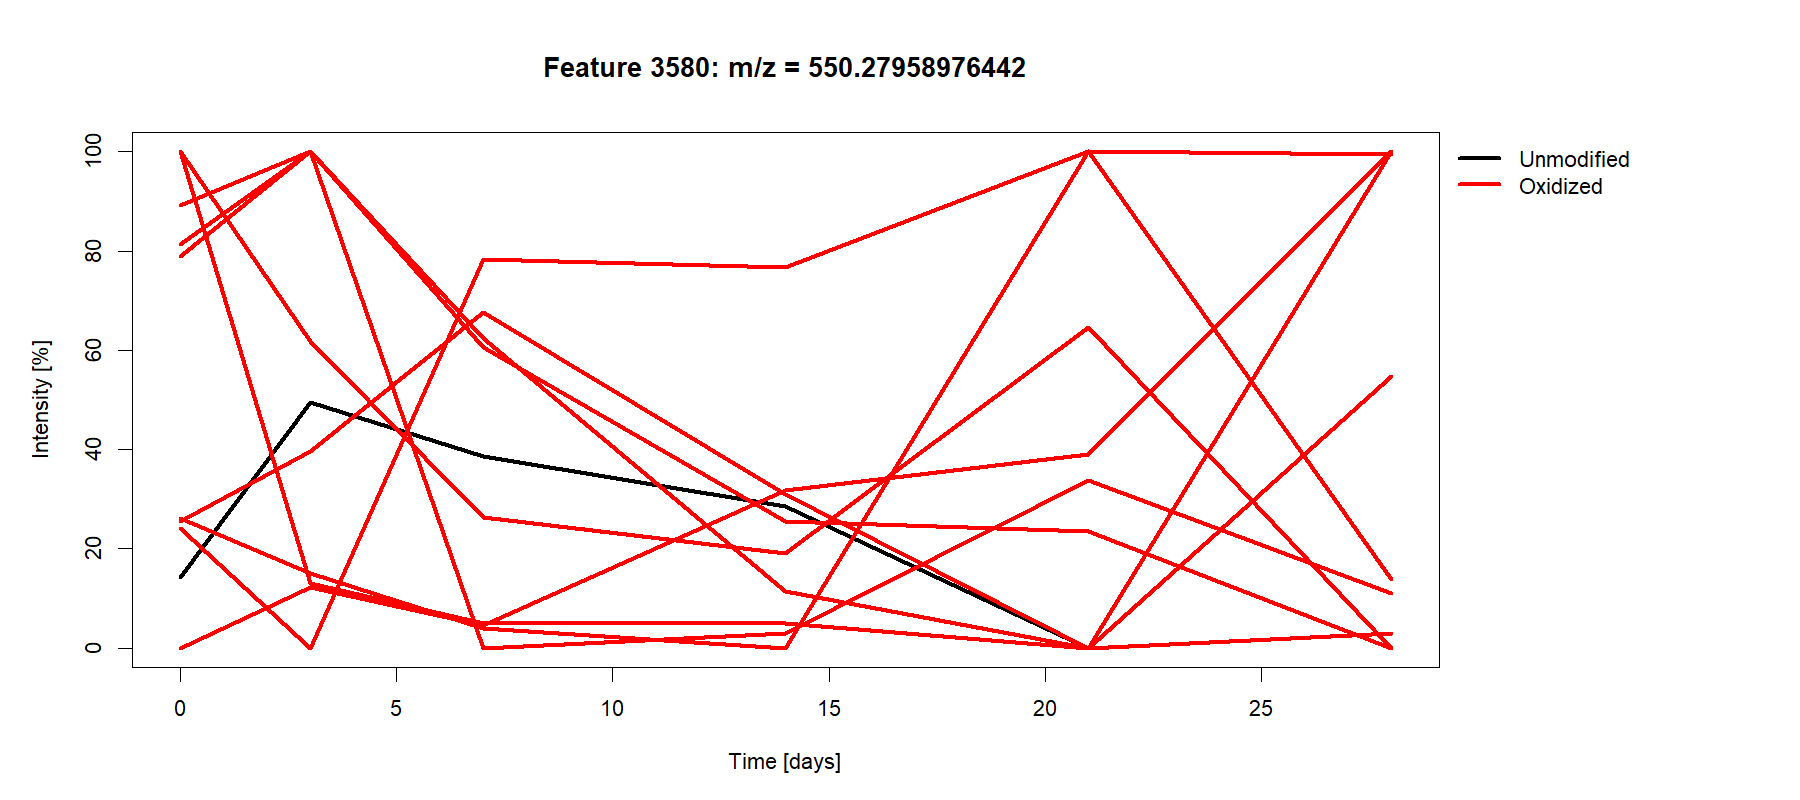 Feature 3580: m/z = 550.27958976442
Unmodified
Oxidized
Intensity [%]
100
80
60
40
20
0
0 5 10 15 20 25
Time [days]